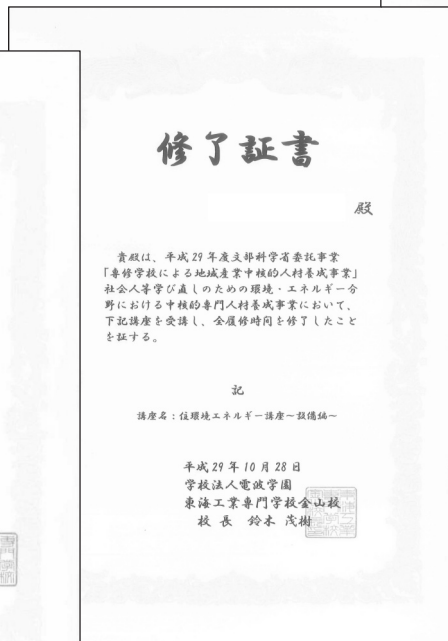 修了証書
殿
貴殿は、平成29年度文部科学省委託事業
「専修学校による地域産業中核的人材養成事業」
社会人等学び直しのための環境・エネルギー分
野における中核的専門人材養成事業において、
下記講座を受講し、全履修時間を修了したこと
を証する。
記
講座名：住環境エネルギー講座～設備編～
平成29年10月28日
学校法人電波学園
東海工業専門学校金山校
校長 鈴木 茂樹